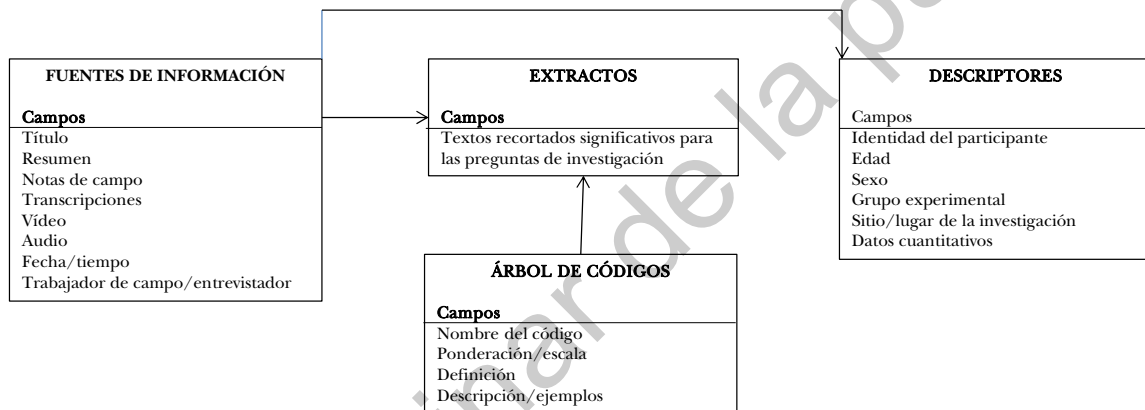 FUENTES DE INFORMACIÓN
Campos
Título
Resumen
Notas de campo
Transcripciones
Vídeo
Audio
Fecha/tiempo
Trabajador de campo/entrevistador
EXTRACTOS
Campos
Textos recortados significativos para
las preguntas de investigación
DESCRIPTORES
Campos
Identidad del participante
Edad
Sexo
Grupo experimental
Sitio/lugar de la investigación
Datos cuantitativos
ÁRBOL DE CÓDIGOS
Campos
Nombre del código
Ponderación/escala
Definición
Descripción/ejemplos
de la